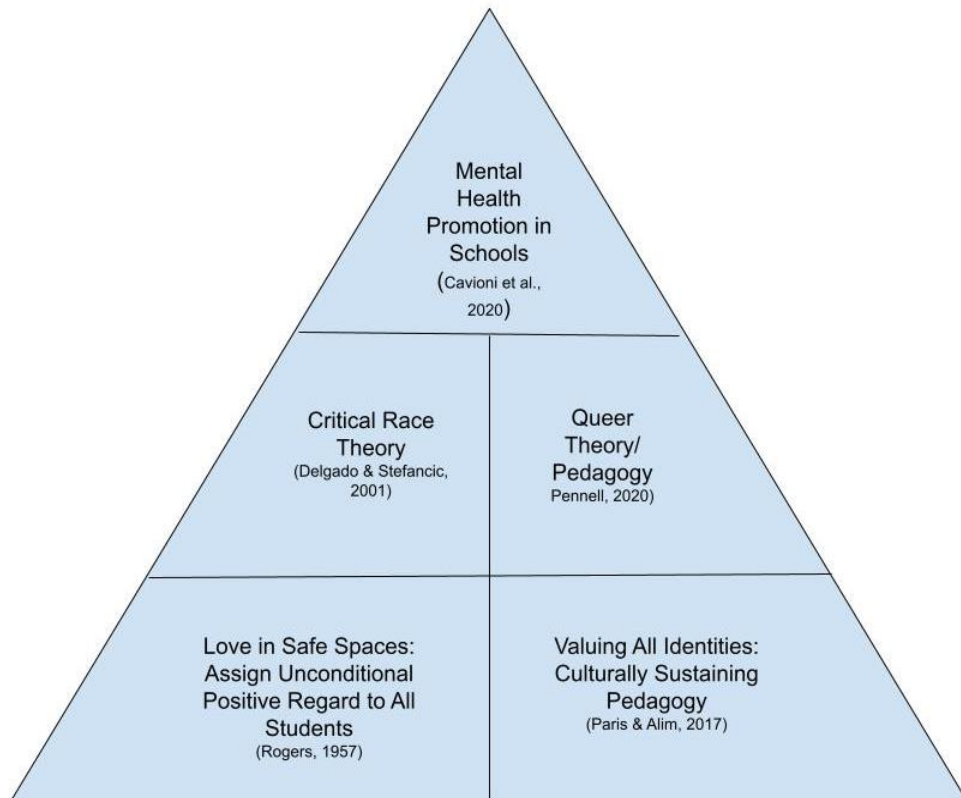 Mental
Health
Promotion in
Schools
(Cavioni et al.,
2020)
Critical Race
Theory
(Delgado & Stefancic,
2001)
Queer
Theory/
Pedagogy
Pennell, 2020)
Love in Safe Spaces:
Assign Unconditional
Positive Regard to All
Students
(Rogers, 1957)
Valuing All Identities:
Culturally Sustaining
Pedagogy
(Paris & Alim, 2017)